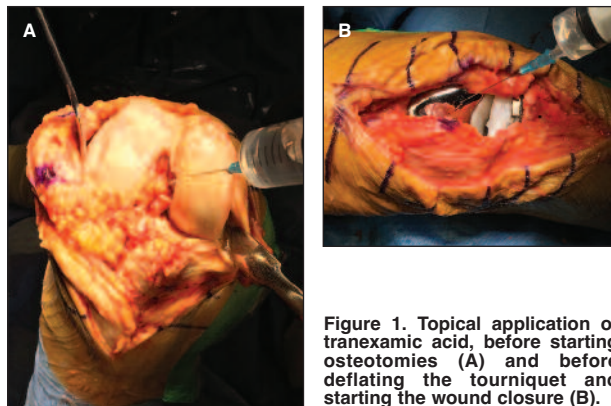 A
B
Figure 1. Topical application of
tranexamic acid, before starting
osteotomies (A) and before
deflating the tourniquet and
starting the wound closure (B).